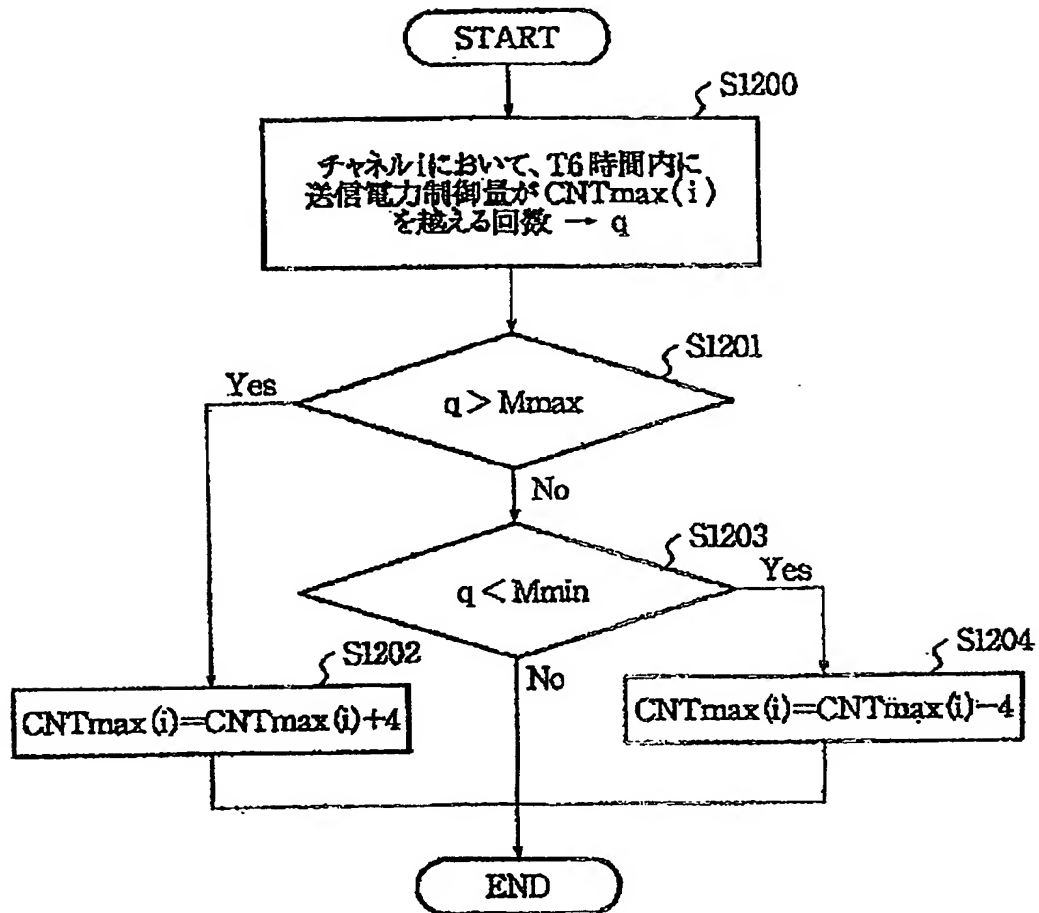 START
S1200
チャネルiにおいて、T6時間内に
送信電力制御量がCNTmax(i)
を越える回数 → q
S1201
Yes
q>Mmax
No
S1203
Yes
q<Mmin
S1202
No
S1204
CNTmax(i)=CNTmax(i)+4
CNTmax(i)=CNTmax(i)-4
END